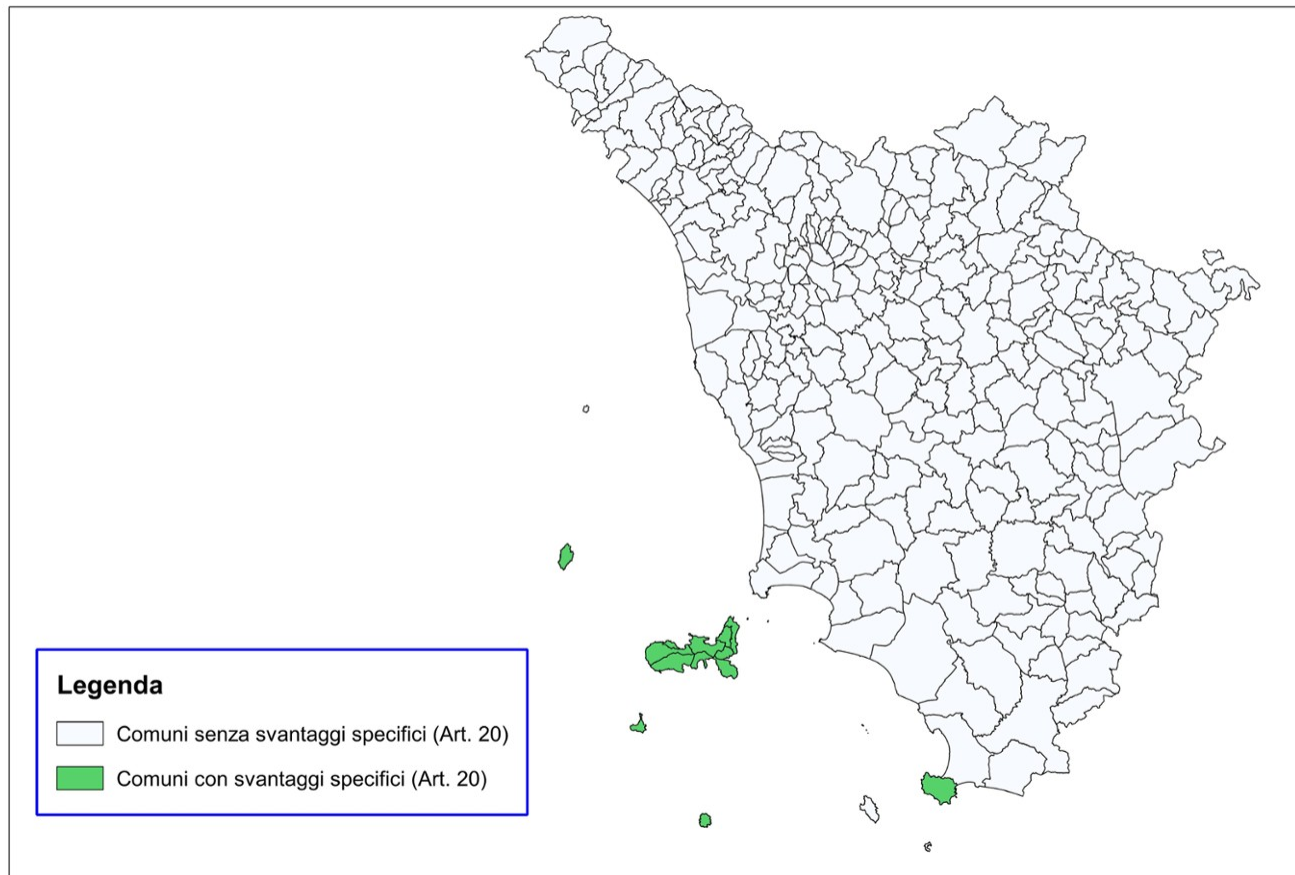 Legenda
Comuni senza svantaggi specifici (Art. 20)
Comuni con svantaggi specifici (Art. 20)